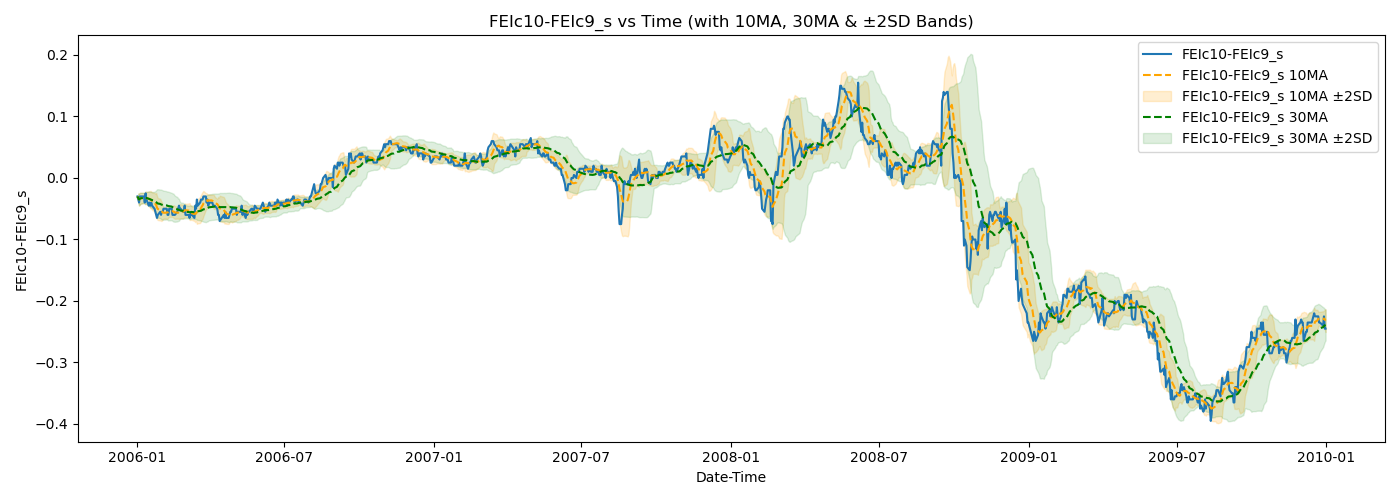 FEIc10-FEIc9_s vs Time (with 10MA, 30MA & ±2SD Bands)
FEIc10-FEIc9_s
0.2
0.1
0.0
−0.1
−0.2
−0.3
−0.4
FEIc10-FEIc9_s
FEIc10-FEIc9_s 10MA
FEIc10-FEIc9_s 10MA ±2SD
FEIc10-FEIc9_s 30MA
FEIc10-FEIc9_s 30MA ±2SD
2006-01
2006-07
2007-01
2007-07
2008-01
2008-07
2009-01
2009-07
2010-01
Date-Time